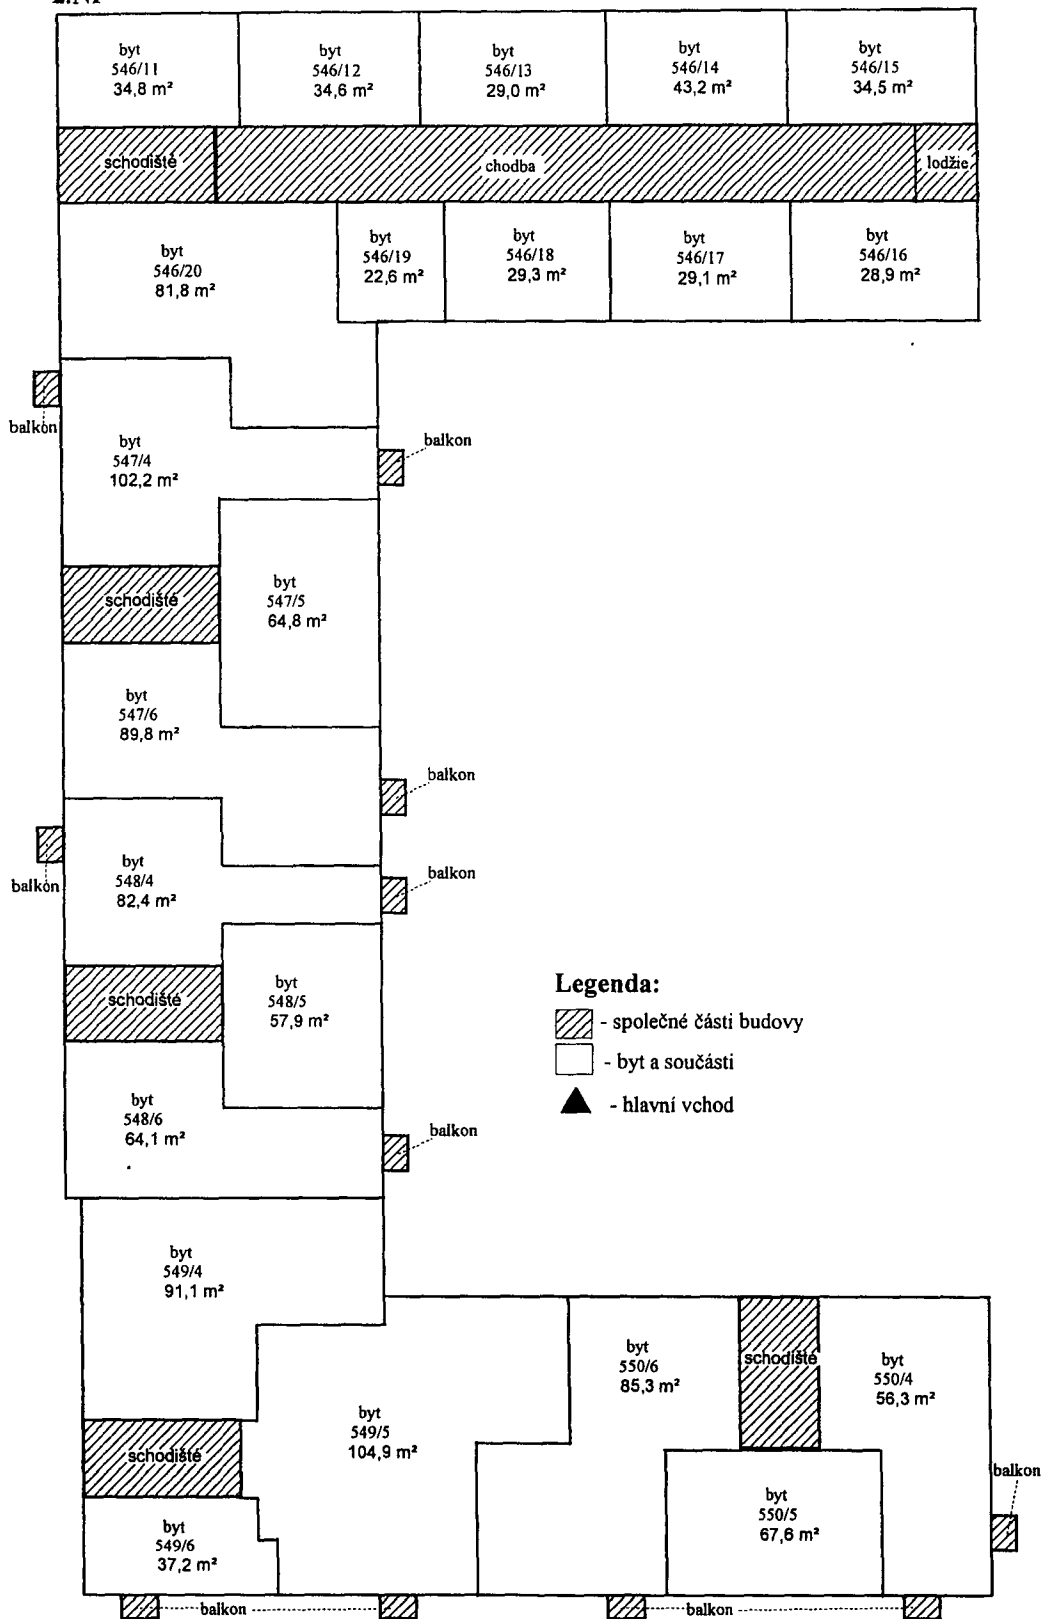 byt
546/11
34,8 m²
byt
546/12
34,6 m²
byt
546/13
29,0 m²
byt
546/14
43,2 m²
byt
546/15
34,5 m²
schodiště
chodba
lodžie
byt
546/20
81,8 m²
byt
546/19
22,6 m²
byt
546/18
29,3 m²
byt
546/17
29,1 m²
byt
546/16
28,9 m²
balkon
byt
547/4
102,2 m²
balkon
schodiště
byt
547/5
64,8 m²
byt
547/6
89,8 m²
balkon
balkon
byt
548/4
82,4 m²
balkon
schodiště
byt
548/5
57,9 m²
Legenda:
- společné části budovy
- byt a součásti
- hlavní vchod
byt
548/6
64,1 m²
balkon
byt
549/4
91,1 m²
byt
549/5
104,9 m²
byt
550/6
85,3 m²
schodiště
byt
550/4
56,3 m²
schodiště
byt
549/6
37,2 m²
byt
550/5
67,6 m²
balkon
balkon
balkon